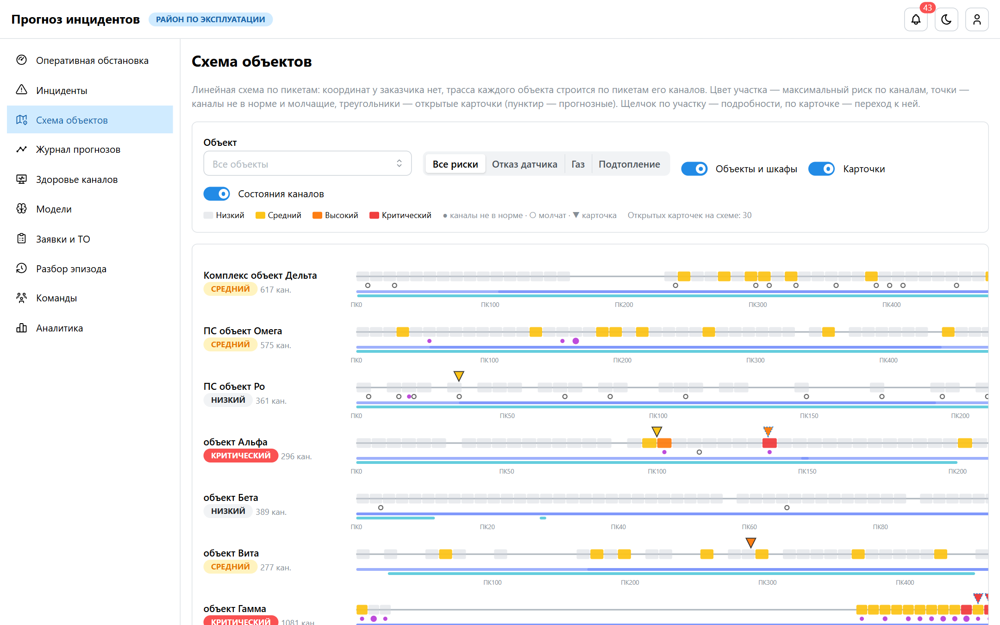 Прогноз инцидентов
РАЙОН ПО ЭКСПЛУАТАЦИИ
43
Оперативная обстановка
Инциденты
Схема объектов
Журнал прогнозов
Здоровье каналов
Модели
Заявки и ТО
Разбор эпизода
Команды
Аналитика
Схема объектов
Линейная схема по пикетам: координат у заказчика нет, трасса каждого объекта строится по пикетам его каналов. Цвет участка — максимальный риск по каналам, точки —
каналы не в норме и молчащие, треугольники — открытые карточки (пунктир — прогнозные). Щелчок по участку — подробности, по карточке — переход к ней.
Объект
Все объекты
Все риски Отказ датчика Газ Подтопление
Объекты и шкафы
Карточки
Состояния каналов
Низкий Средний Высокий Критический ● каналы не в норме · ○ молчат · ▼ карточка Открытых карточек на схеме: 30
Комплекс объект Дельта
СРЕДНИЙ 617 кан.
ПК0 ПК100 ПК200 ПК300 ПК400
ПС объект Омега
СРЕДНИЙ 575 кан.
ПК0 ПК100 ПК200 ПК300 ПК400
ПС объект Ро
НИЗКИЙ 361 кан.
ПК0 ПК50 ПК100 ПК150 ПК200
объект Альфа
КРИТИЧЕСКИЙ 296 кан.
ПК0 ПК50 ПК100 ПК150 ПК200
объект Бета
НИЗКИЙ 389 кан.
ПК0 ПК20 ПК40 ПК60 ПК80
объект Вита
СРЕДНИЙ 277 кан.
ПК100 ПК200 ПК300 ПК400
объект Гамма
КРИТИЧЕСКИЙ 1081 кан.